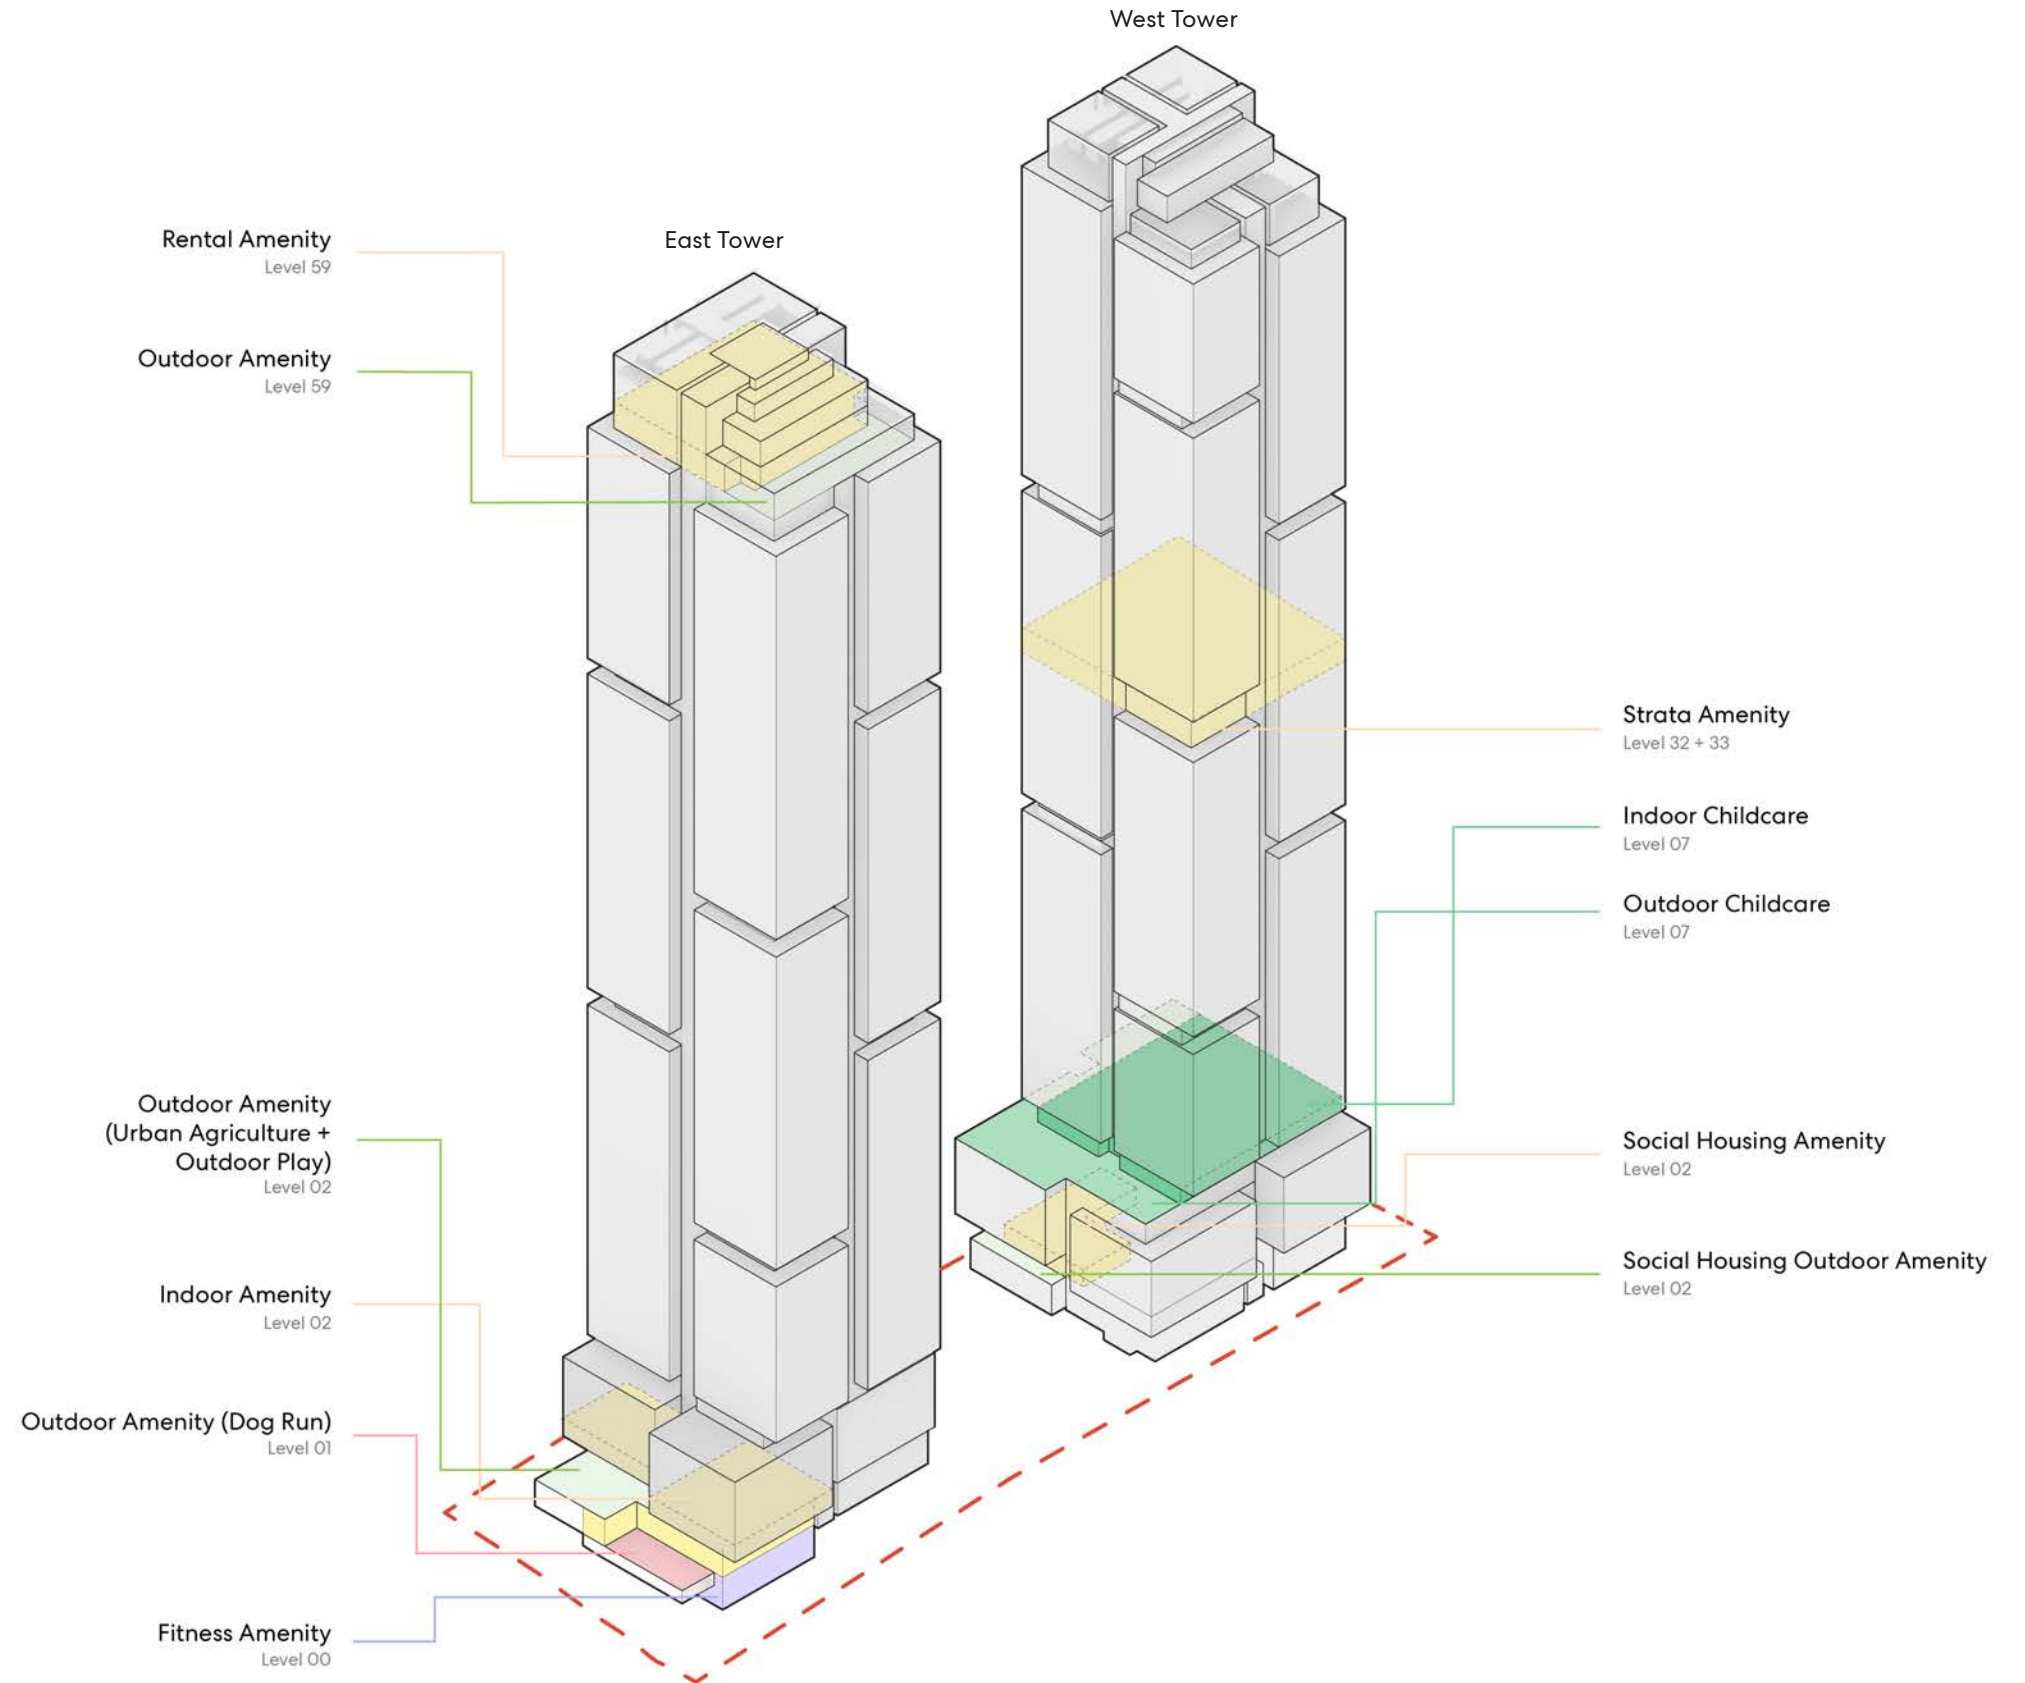 West Tower
East Tower
Rental Amenity
Level 59
Outdoor Amenity
Level 59
Strata Amenity
Level 32 + 33
Indoor Childcare
Level 07
Outdoor Childcare
Level 07
Outdoor Amenity
(Urban Agriculture +
Outdoor Play)
Level 02
Social Housing Amenity
Level 02
Social Housing Outdoor Amenity
Level 02
Indoor Amenity
Level 02
Outdoor Amenity (Dog Run)
Level 01
Fitness Amenity
Level 00